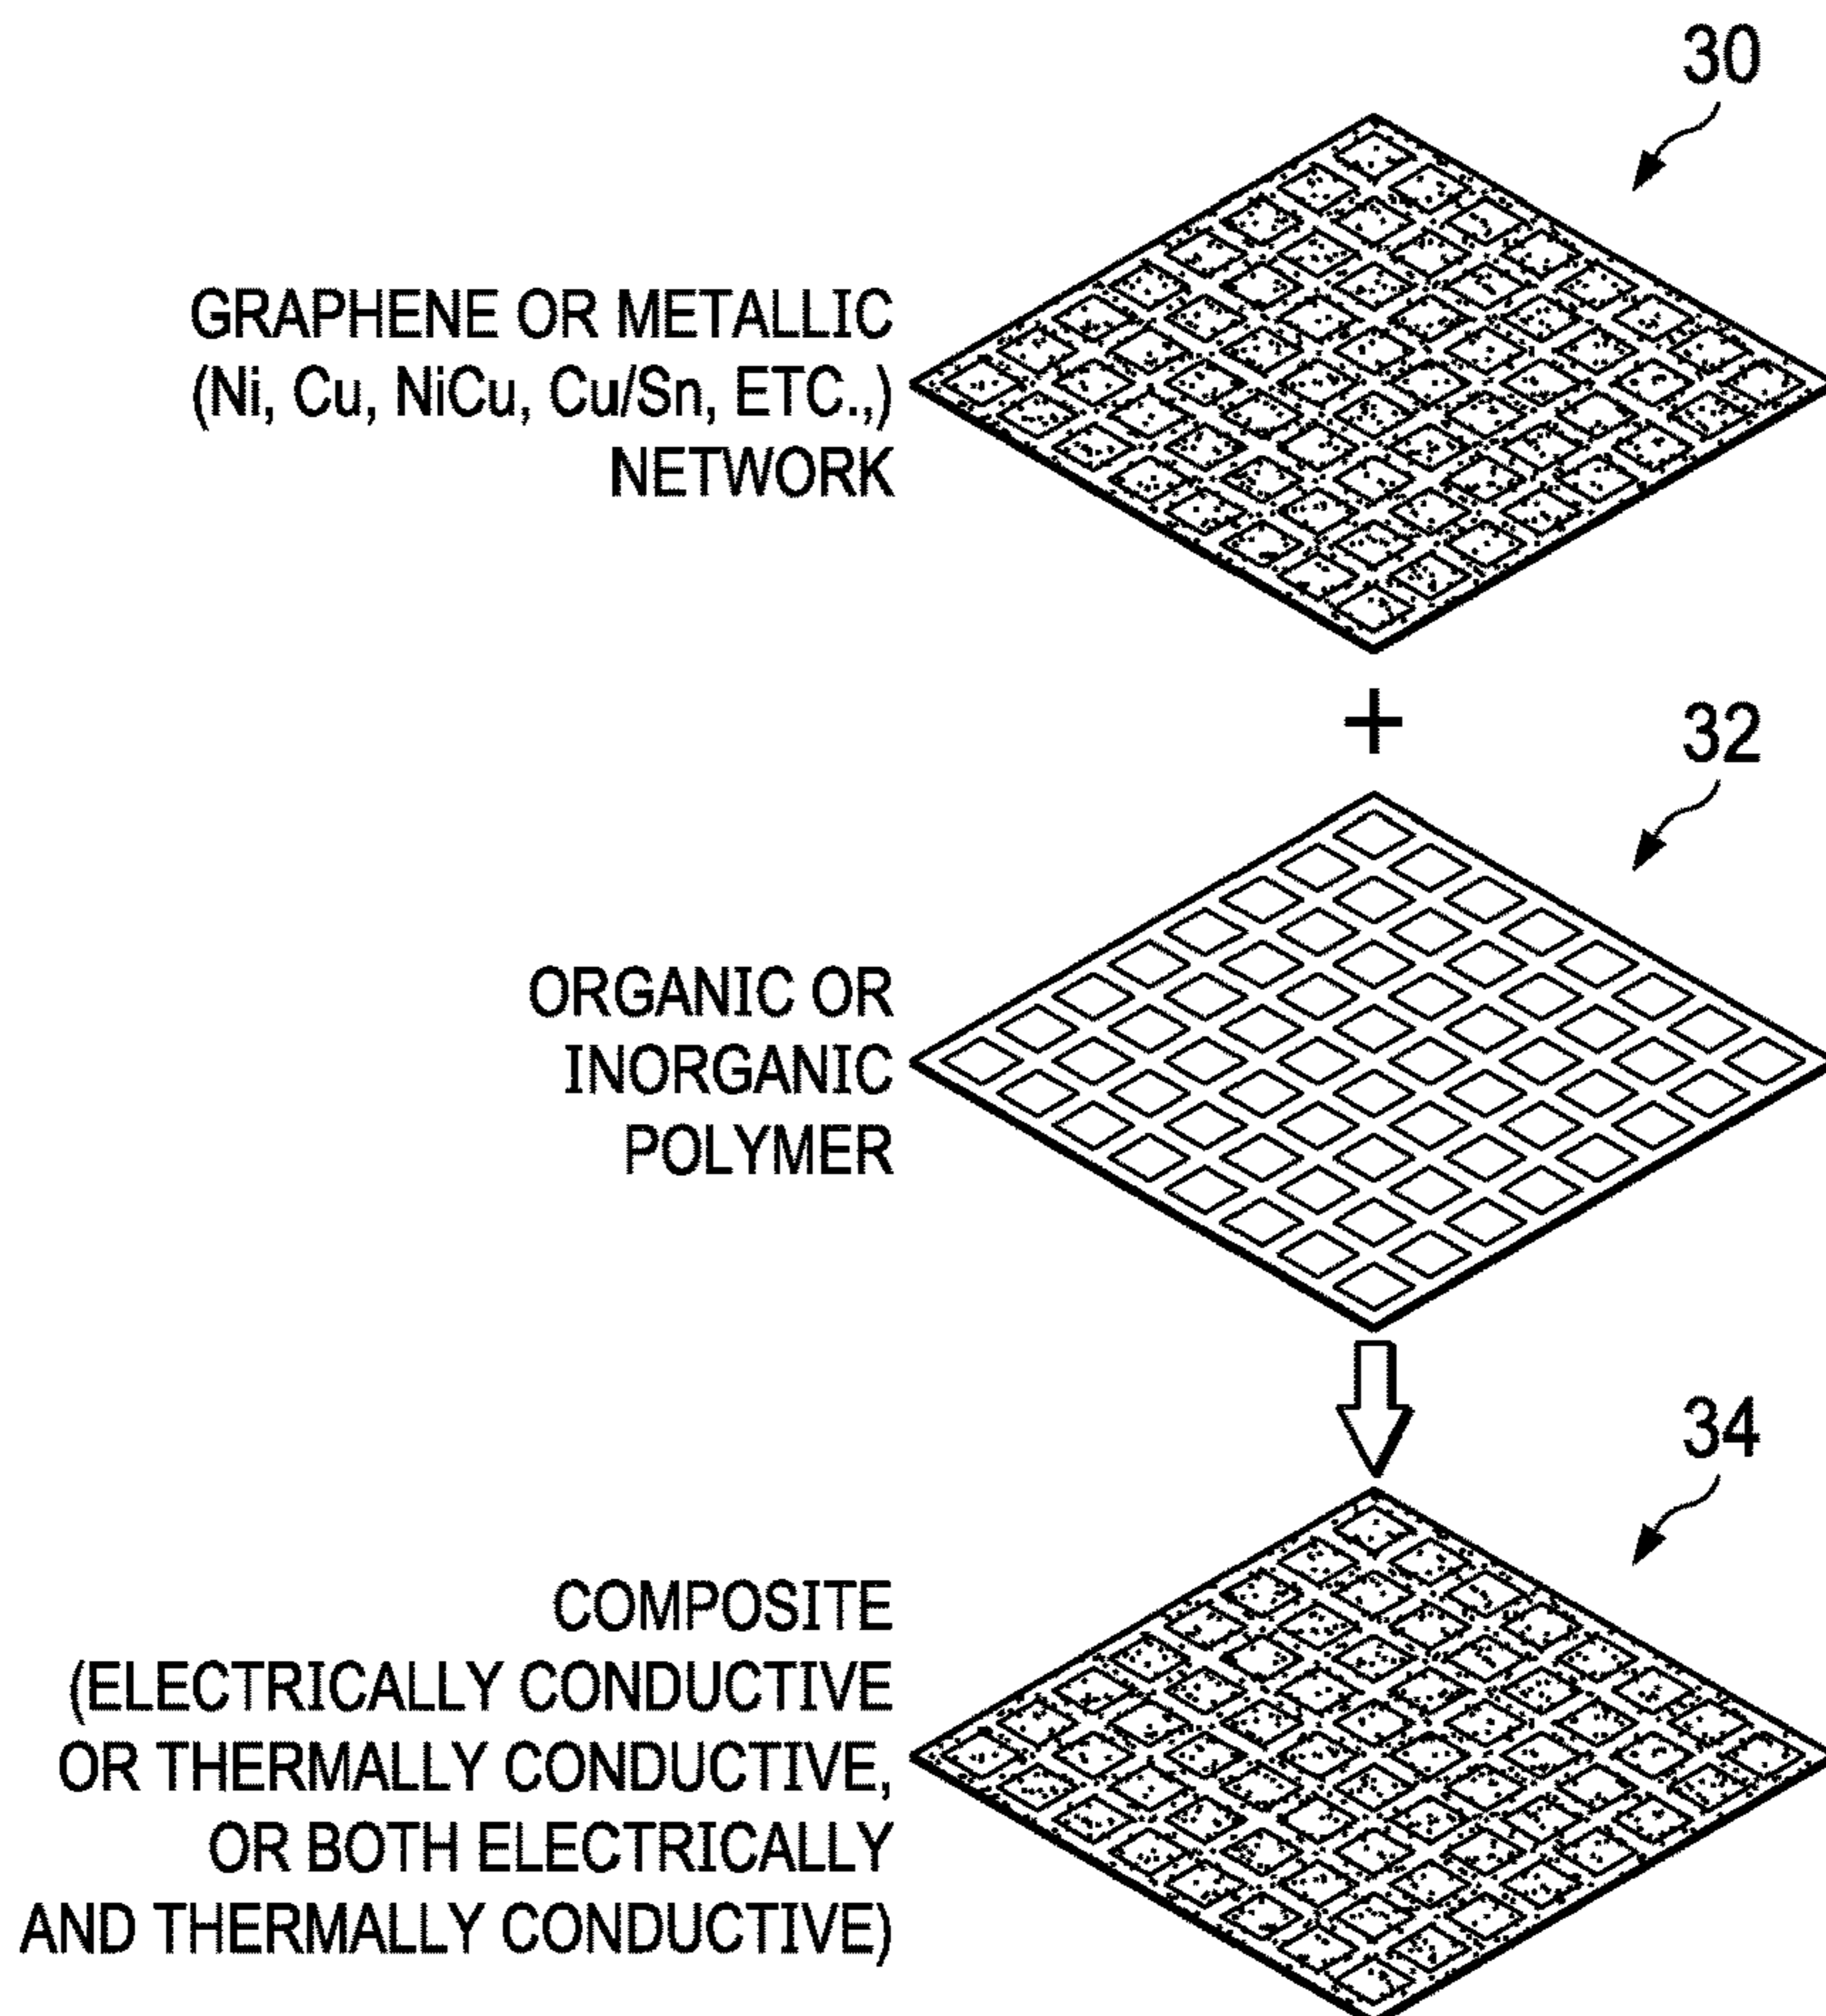 30
GRAPHENE OR METALLIC
(Ni, Cu, NiCu, Cu/Sn, ETC.,)
NETWORK
+
32
ORGANIC OR
INORGANIC
POLYMER
34
COMPOSITE
(ELECTRICALLY CONDUCTIVE
OR THERMALLY CONDUCTIVE,
OR BOTH ELECTRICALLY
AND THERMALLY CONDUCTIVE)